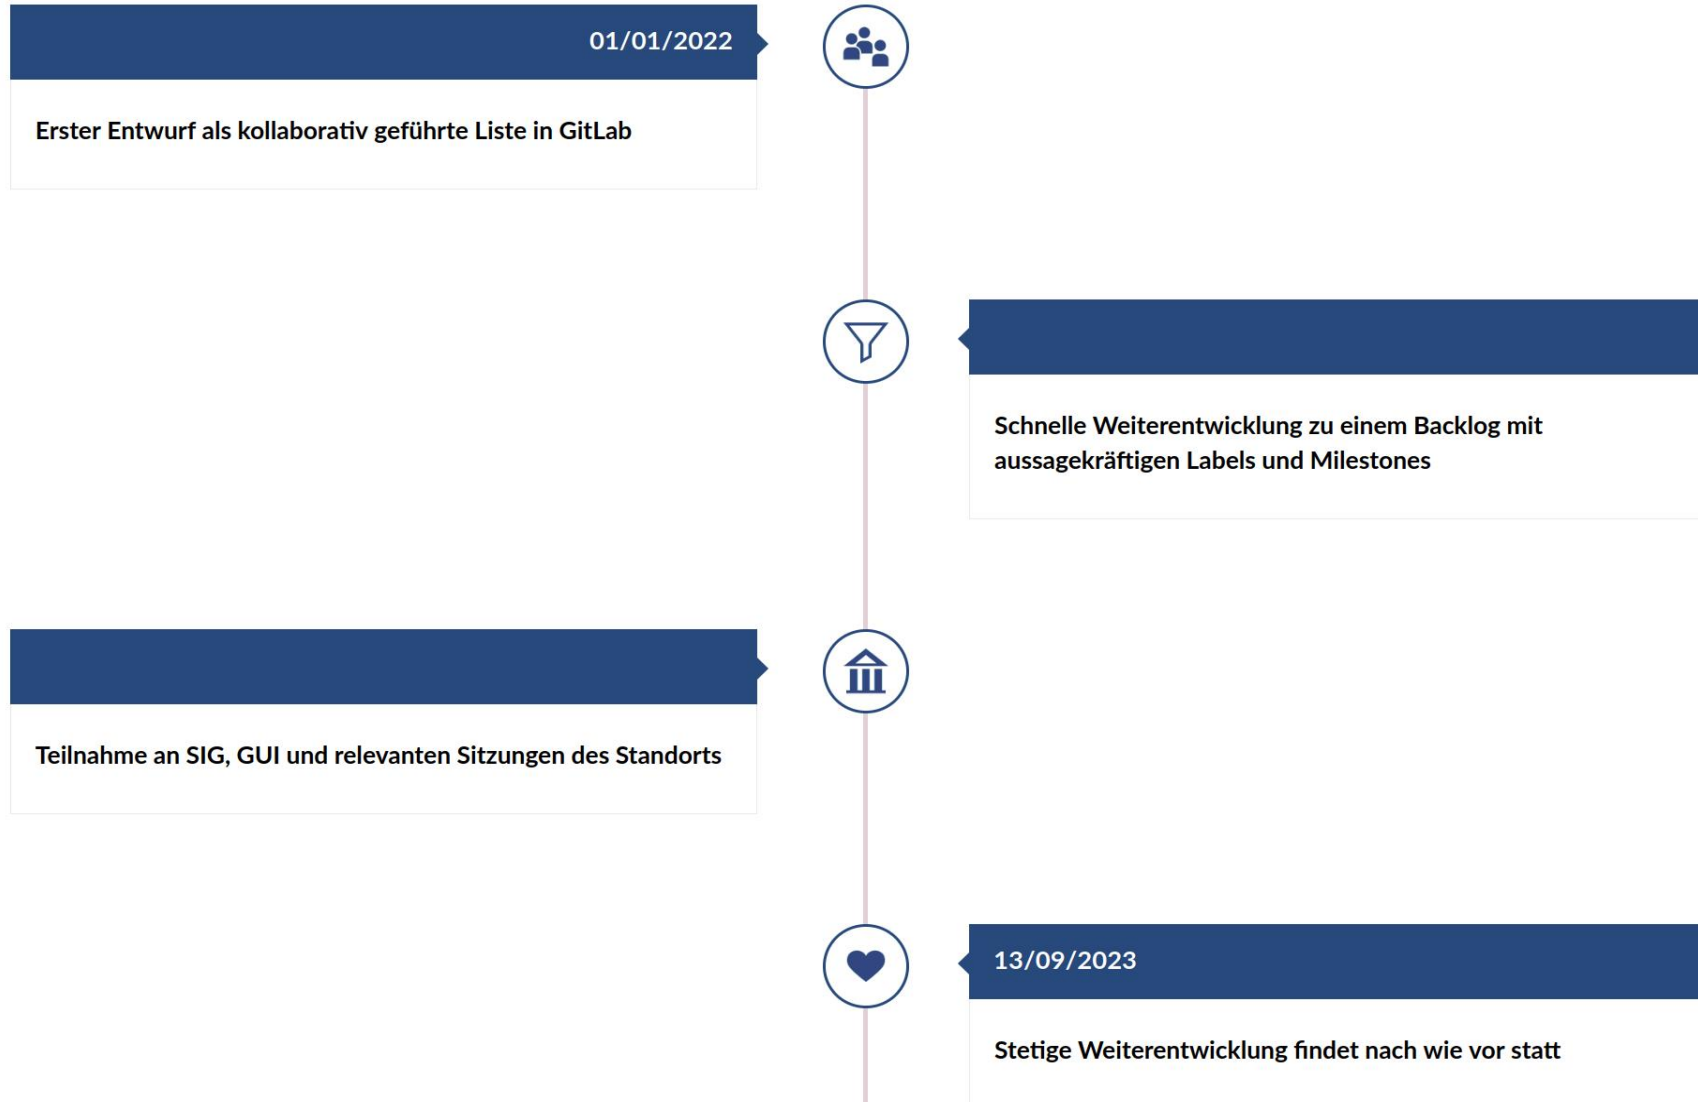 01/01/2022
Erster Entwurf als kollaborativ geführte Liste in GitLab
Schnelle Weiterentwicklung zu einem Backlog mit
aussagekräftigen Labels und Milestones
Teilnahme an SIG, GUI und relevanten Sitzungen des Standorts
13/09/2023
Stetige Weiterentwicklung findet nach wie vor statt